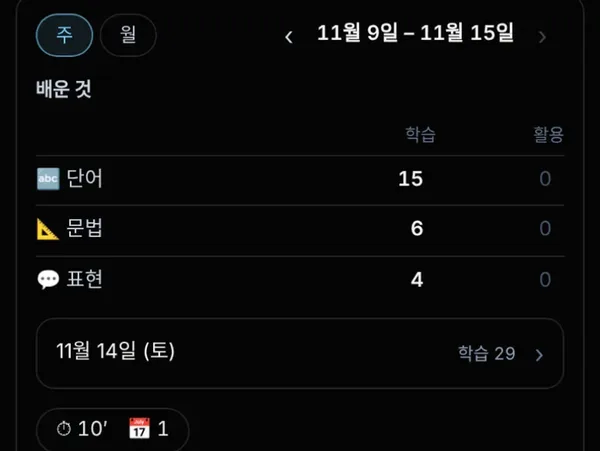 주 월 ‹ 11월 9일 – 11월 15일 ›
배운 것
학습 활용
🔤 단어 15 0
📐 문법 6 0
💬 표현 4 0
11월 14일 (토) 학습 29 ›
⏱ 10′ 📅 1